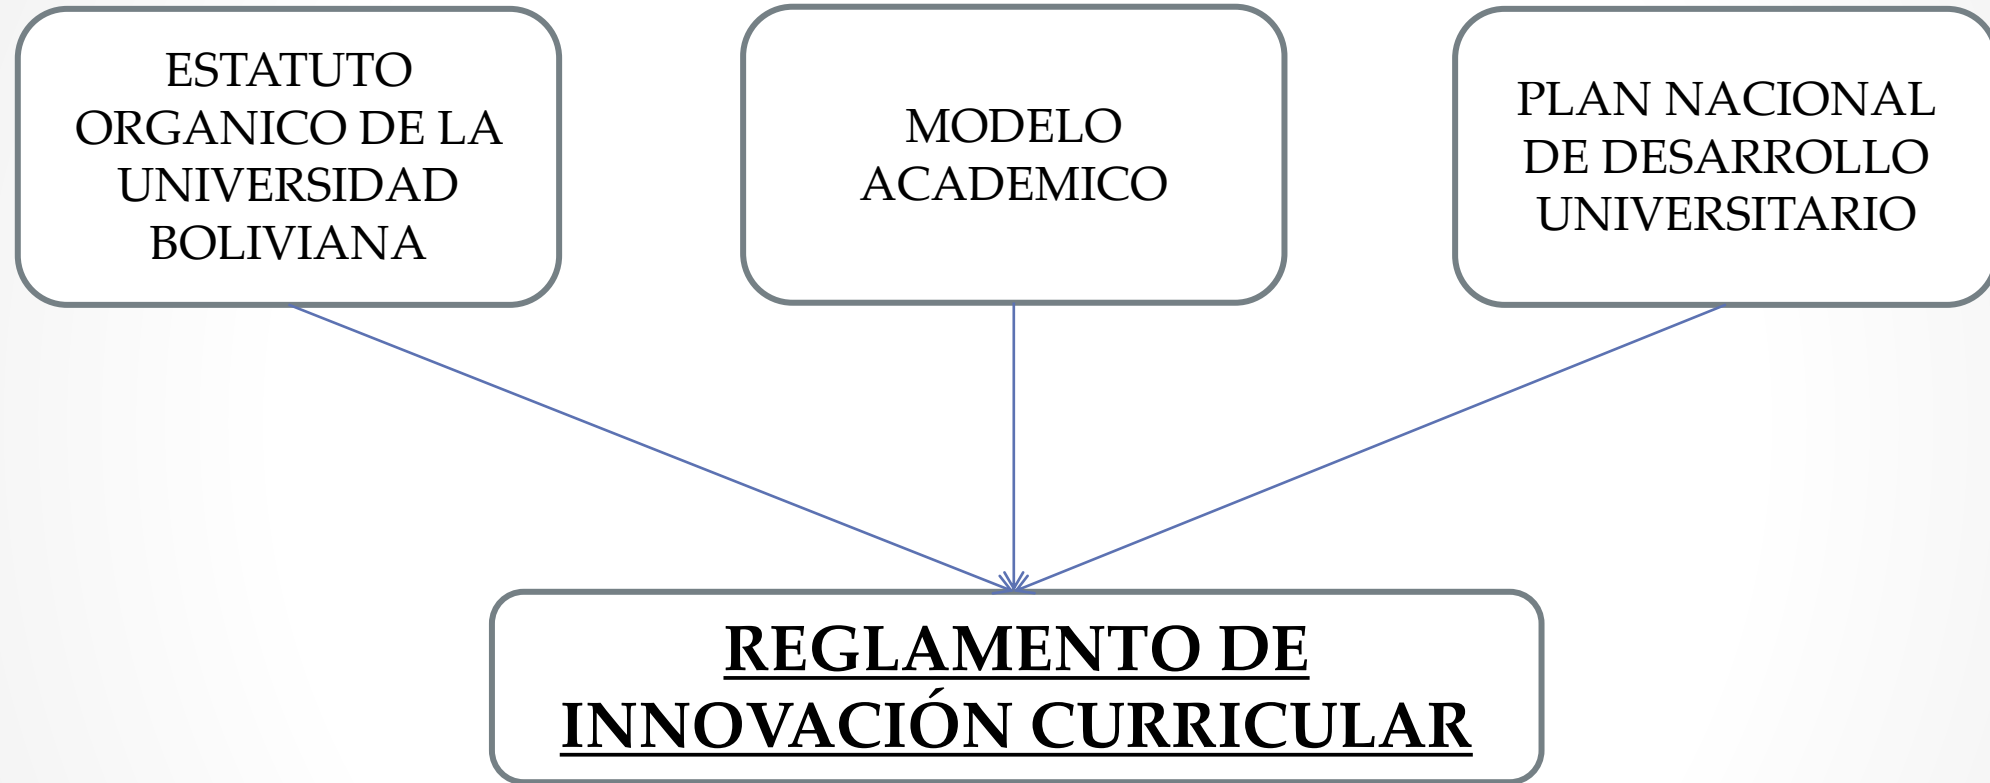 ESTATUTO
ORGANICO DE LA
UNIVERSIDAD
BOLIVIANA
MODELO
ACADEMICO
PLAN NACIONAL
DE DESARROLLO
UNIVERSITARIO
REGLAMENTO DE
INNOVACIÓN CURRICULAR